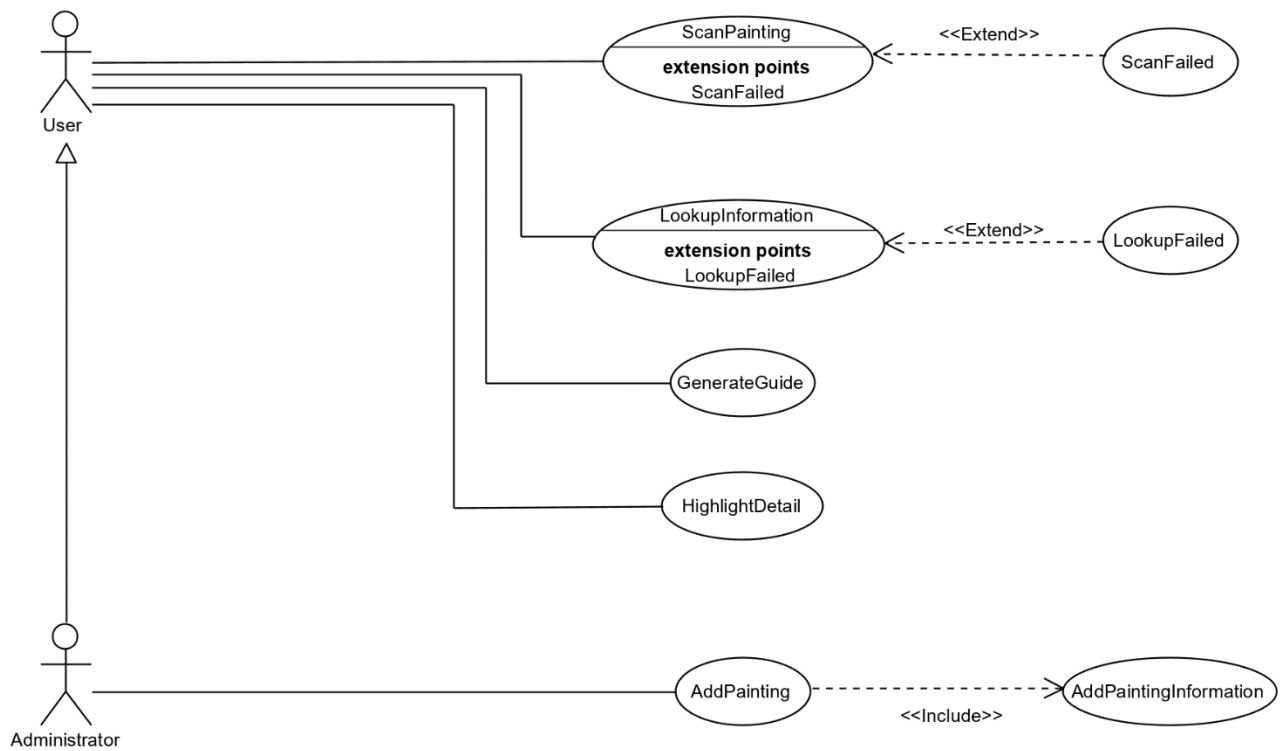 ScanPainting
extension points
ScanFailed
<<Extend>>
ScanFailed
User
LookupInformation
extension points
LookupFailed
<<Extend>>
LookupFailed
GenerateGuide
HighlightDetail
AddPainting
<<Include>>
AddPaintingInformation
Administrator